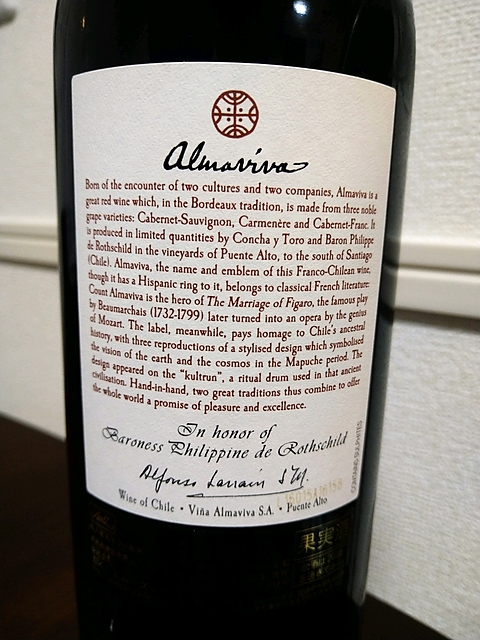 Almaviva
Born of the encounter of two cultures and two companies, Almaviva is a
great red wine which, in the Bordeaux tradition, is made from three noble
grape varieties: Cabernet-Sauvignon, Carmenère and Cabernet-Franc. It
is produced in limited quantities by Concha y Toro and Baron Philippe
de Rothschild in the vineyards of Puente Alto, to the south of Santiago
(Chile). Almaviva, the name and emblem of this Franco-Chilean wine,
though it has a Hispanic ring to it, belongs to classical French literature:
Count Almaviva is the hero of The Marriage of Figaro, the famous play
by Beaumarchais (1732-1799) later turned into an opera by the genius
of Mozart. The label, meanwhile, pays homage to Chile's ancestral
history, with three reproductions of a stylised design which symbolised
the vision of the earth and the cosmos in the Mapuche period. The
design appeared on the "kultrun", a ritual drum used in that ancient
civilisation. Hand-in-hand, two great traditions thus combine to offer
the whole world a promise of pleasure and excellence.
In honor of
Baroness Philippine de Rothschild
Alfonso Larrain
Wine of Chile • Viña Almaviva S.A. • Puente Alto
CONTAINS SULPHITES
果実